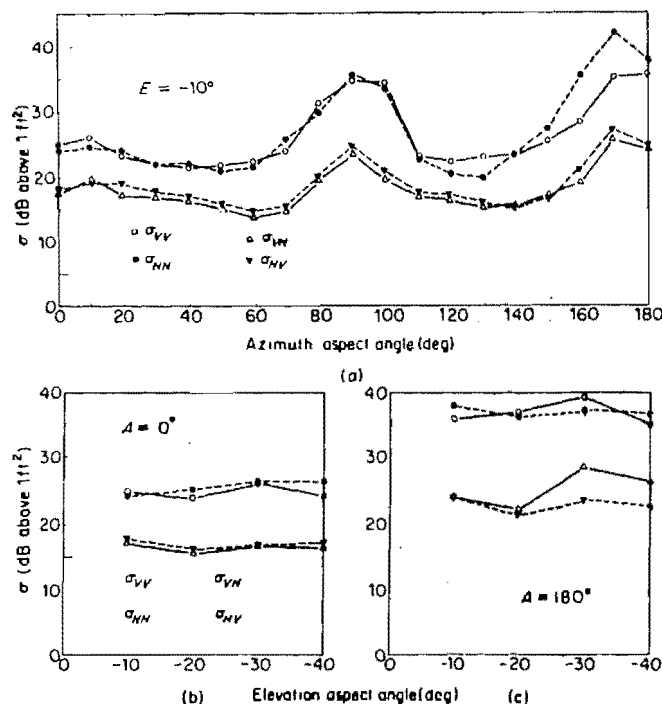 40
30
20
10
0
σ (dB above 1 ft²)
E = -10°
σVV
σVH
σHH
σHV
0 20 40 60 80 100 120 140 160 180
Azimuth aspect angle (deg)
(a)
40
30
20
10
0
σ (dB above 1 ft²)
A = 0°
σVV σVH
σHH σHV
0 -10 -20 -30 -40
(b)
40
30
20
10
0
A = 180°
-10 -20 -30 -40
(c)
Elevation aspect angle (deg)